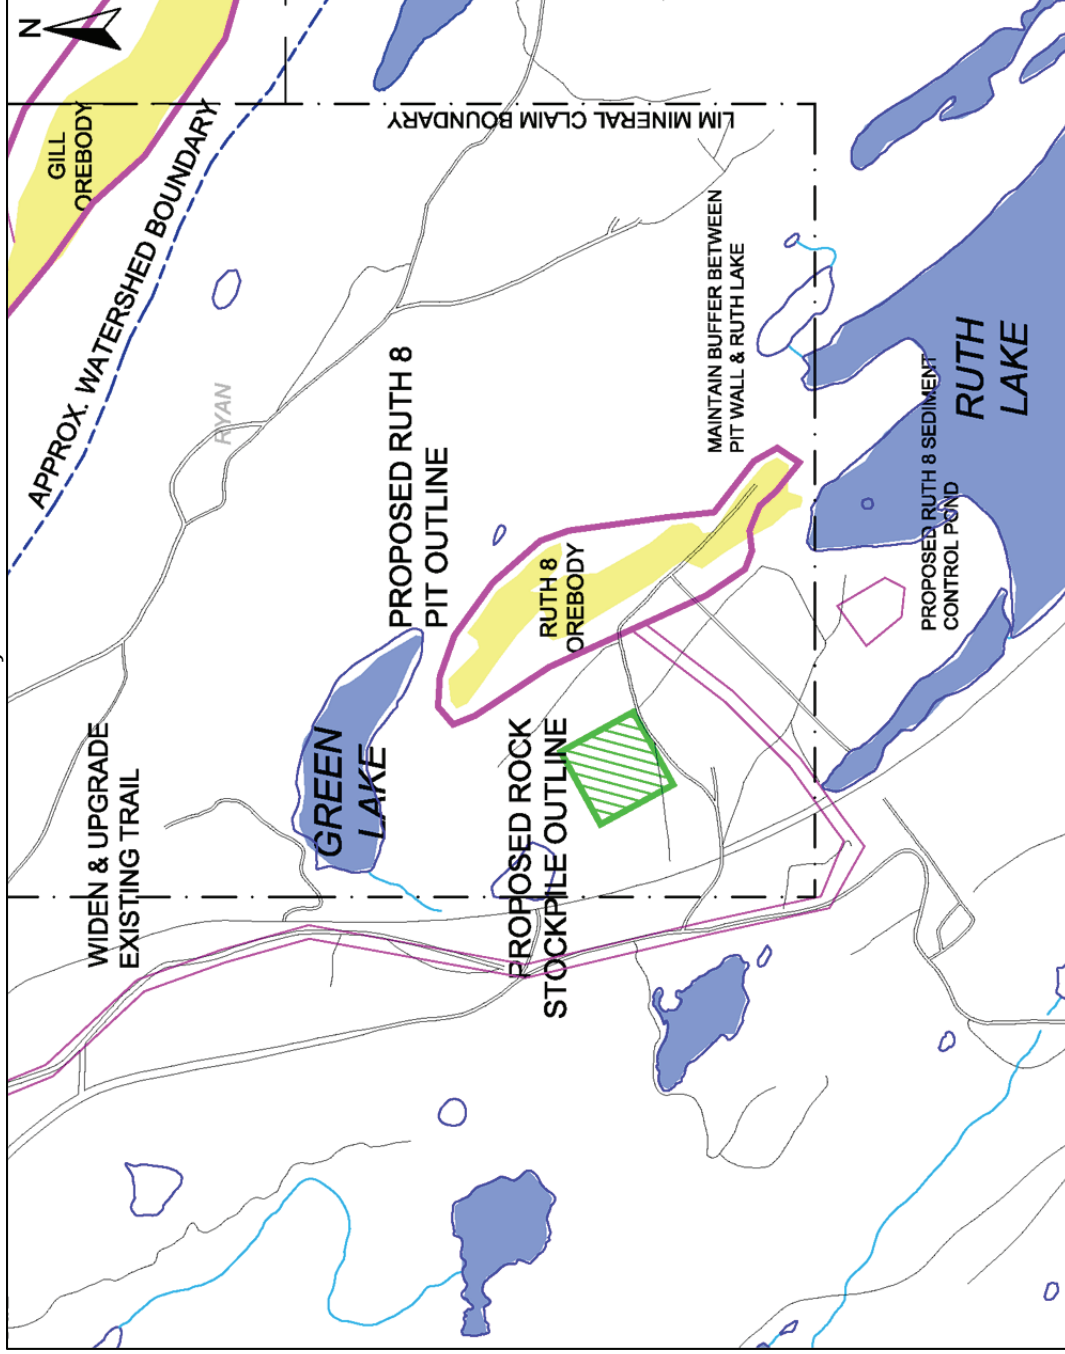 N
GILL
OREBODY
APPROX. WATERSHED BOUNDARY
LIM MINERAL CLAIM BOUNDARY
RYAN
MAINTAIN BUFFER BETWEEN
PIT WALL & RUTH LAKE
PROPOSED RUTH 8
PIT OUTLINE
RUTH
LAKE
PROPOSED RUTH 8 SEDIMENT
CONTROL POND
RUTH 8
OREBODY
GREEN
LAKE
WIDEN & UPGRADE
EXISTING TRAIL
PROPOSED ROCK
STOCKPILE OUTLINE